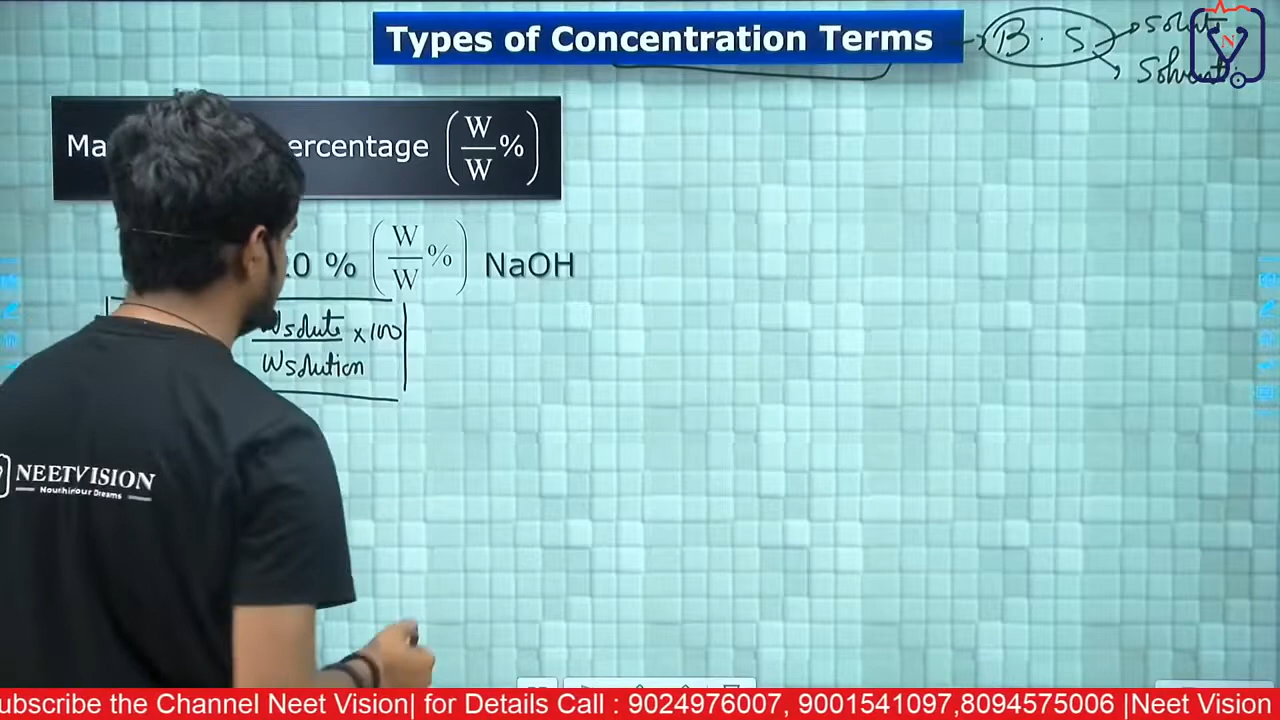 Types of Concentration Terms
B. S
Solute
Solvent
Ma ercentage (W/W %)
0 % (W/W %) NaOH
Wsolute × 100
Wsolution
NEETVISION
ubscribe the Channel Neet Vision| for Details Call : 9024976007, 9001541097,8094575006 |Neet Vision